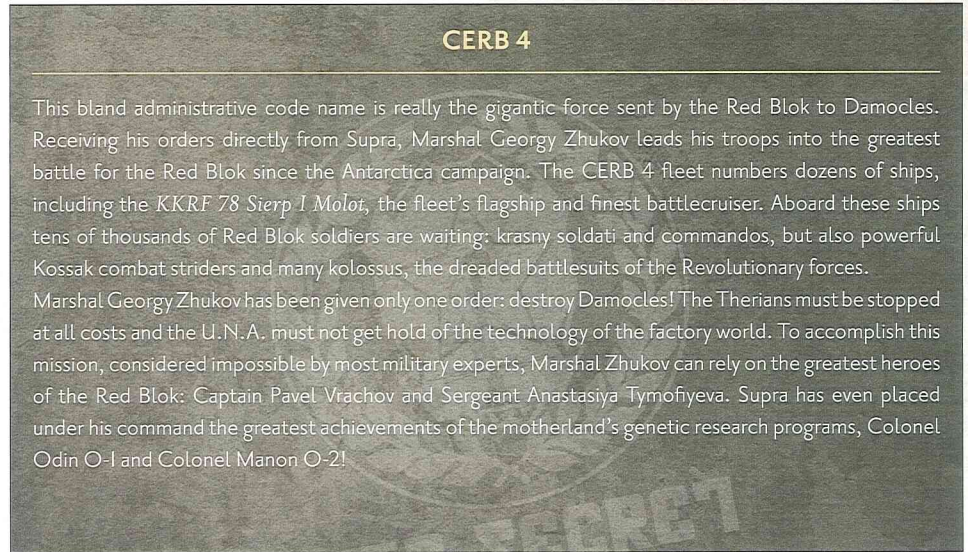 CERB 4
This bland administrative code name is really the gigantic force sent by the Red Blok to Damocles.
Receiving his orders directly from Supra, Marshal Georgy Zhukov leads his troops into the greatest
battle for the Red Blok since the Antarctica campaign. The CERB 4 fleet numbers dozens of ships,
including the KKRF 78 Sierp I Molot, the fleet's flagship and finest battlecruiser. Aboard these ships
tens of thousands of Red Blok soldiers are waiting: krasny soldati and commandos, but also powerful
Kossak combat striders and many kolossus, the dreaded battlesuits of the Revolutionary forces.
Marshal Georgy Zhukov has been given only one order: destroy Damocles! The Therians must be stopped
at all costs and the U.N.A. must not get hold of the technology of the factory world. To accomplish this
mission, considered impossible by most military experts, Marshal Zhukov can rely on the greatest heroes
of the Red Blok: Captain Pavel Vrachov and Sergeant Anastasiya Tymofiyeva. Supra has even placed
under his command the greatest achievements of the motherland's genetic research programs, Colonel
Odin O-1 and Colonel Manon O-2!
SECRET